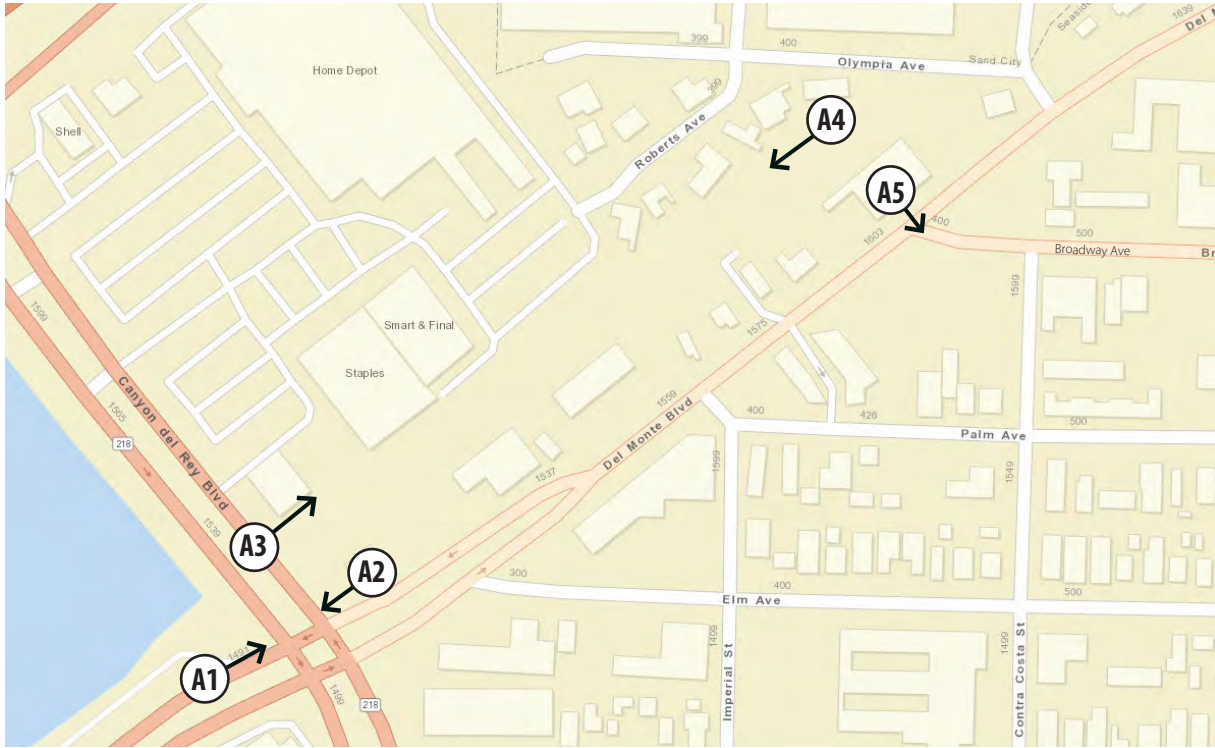 1639
Del M
Seaside
399
400
Olympia Ave
Sand City
Home Depot
399
Shell
Roberts Ave
A4
A5
400
500
1603
Broadway Ave
Br
1599
1599
Smart & Final
1575
Staples
Canyon del Rey Blvd
1565
1559
400
426
500
Palm Ave
218
Del Monte Blvd
1537
1599
1549
1539
A3
A2
300
400
500
Elm Ave
1491
A1
1499
218
1499
1499
Imperial St
Contra Costa St